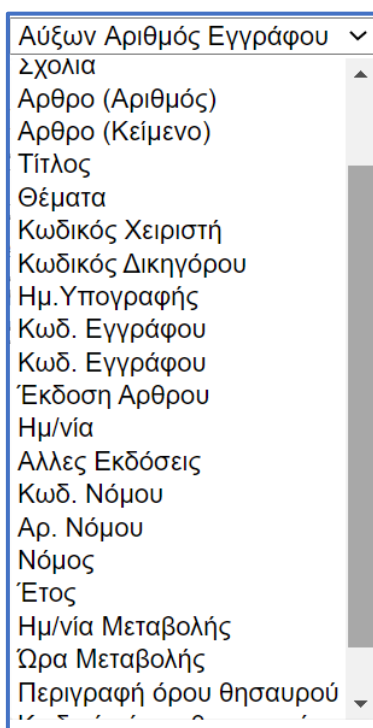 Αύξων Αριθμός Εγγράφου
Σχόλια
Αρθρο (Αριθμός)
Αρθρο (Κείμενο)
Τίτλος
Θέματα
Κωδικός Χειριστή
Κωδικός Δικηγόρου
Ημ.Υπογραφής
Κωδ. Εγγράφου
Κωδ. Εγγράφου
Έκδοση Αρθρου
Ημ/νία
Αλλες Εκδόσεις
Κωδ. Νόμου
Αρ. Νόμου
Νόμος
Έτος
Ημ/νία Μεταβολής
Ώρα Μεταβολής
Περιγραφή όρου θησαυρού